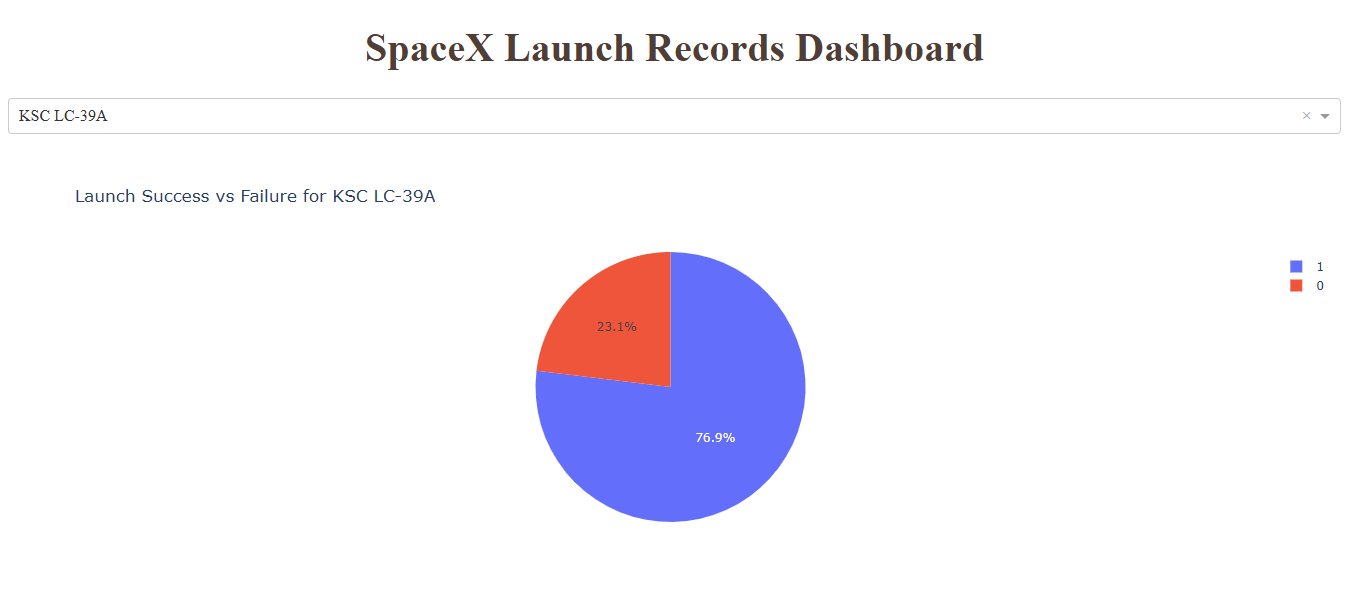 SpaceX Launch Records Dashboard
KSC LC-39A
×
Launch Success vs Failure for KSC LC-39A
1
0
23.1%
76.9%